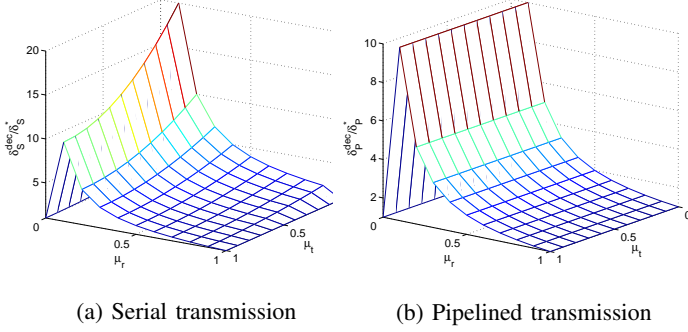 20
15
10
5
0
0.5
1
1
0.5
δ_S^dec/δ_S^*
μ_r
μ_t
10
8
6
4
2
0
0.5
1
1
0.5
δ_P^dec/δ_P^*
μ_r
μ_t
(a) Serial transmission
(b) Pipelined transmission